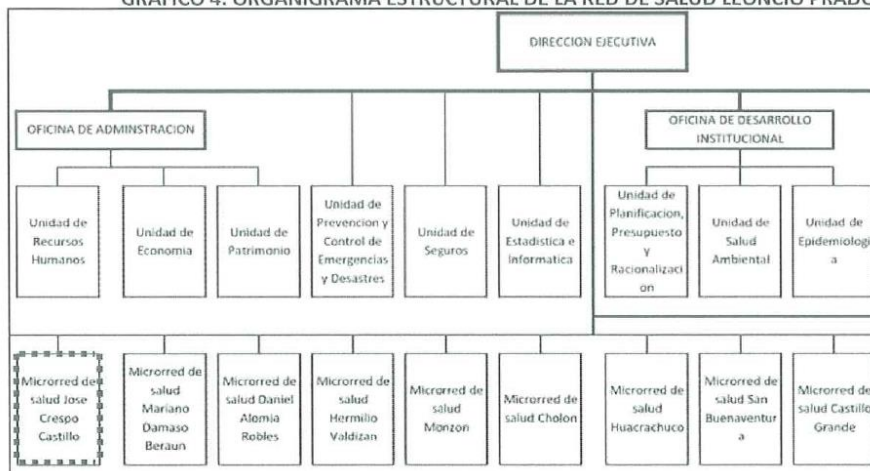 GRAFICO 4. ORGANIGRAMA ESTRUCTURAL DE LA RED DE SALUD LEONCIO PRADO
DIRECCION EJECUTIVA
OFICINA DE ADMINSTRACION
OFICINA DE DESARROLLO
INSTITUCIONAL
Unidad de
Recursos
Humanos
Unidad de
Economia
Unidad de
Patrimonio
Unidad de
Prevencion y
Control de
Emergencias
y Desastres
Unidad de
Seguros
Unidad de
Estadistica e
Informatica
Unidad de
Planificacion,
Presupuesto
y
Racionalizaci
on
Unidad de
Salud
Ambiental
Unidad de
Epidemiologi
a
Microrred de
salud Jose
Crespo
Castillo
Microrred de
salud
Mariano
Damaso
Beraun
Microrred de
salud Daniel
Alomia
Robles
Microrred de
salud
Hermilio
Valdizan
Microrred de
salud
Monzon
Microrred de
salud Cholon
Microrred de
salud
Huacrachuco
Microrred de
salud San
Buenaventur
a
Microrred de
salud Castillo
Grande